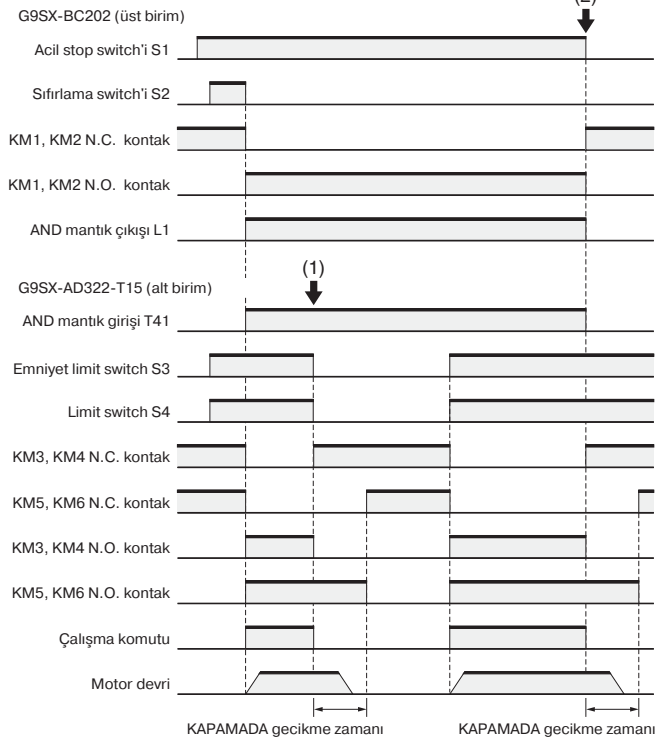 (2)
G9SX-BC202 (üst birim)
Acil stop switch'i S1
Sıfırlama switch'i S2
KM1, KM2 N.C. kontak
KM1, KM2 N.O. kontak
AND mantık çıkışı L1
(1)
G9SX-AD322-T15 (alt birim)
AND mantık girişi T41
Emniyet limit switch S3
Limit switch S4
KM3, KM4 N.C. kontak
KM5, KM6 N.C. kontak
KM3, KM4 N.O. kontak
KM5, KM6 N.O. kontak
Çalışma komutu
Motor devri
KAPAMADA gecikme zamanı KAPAMADA gecikme zamanı